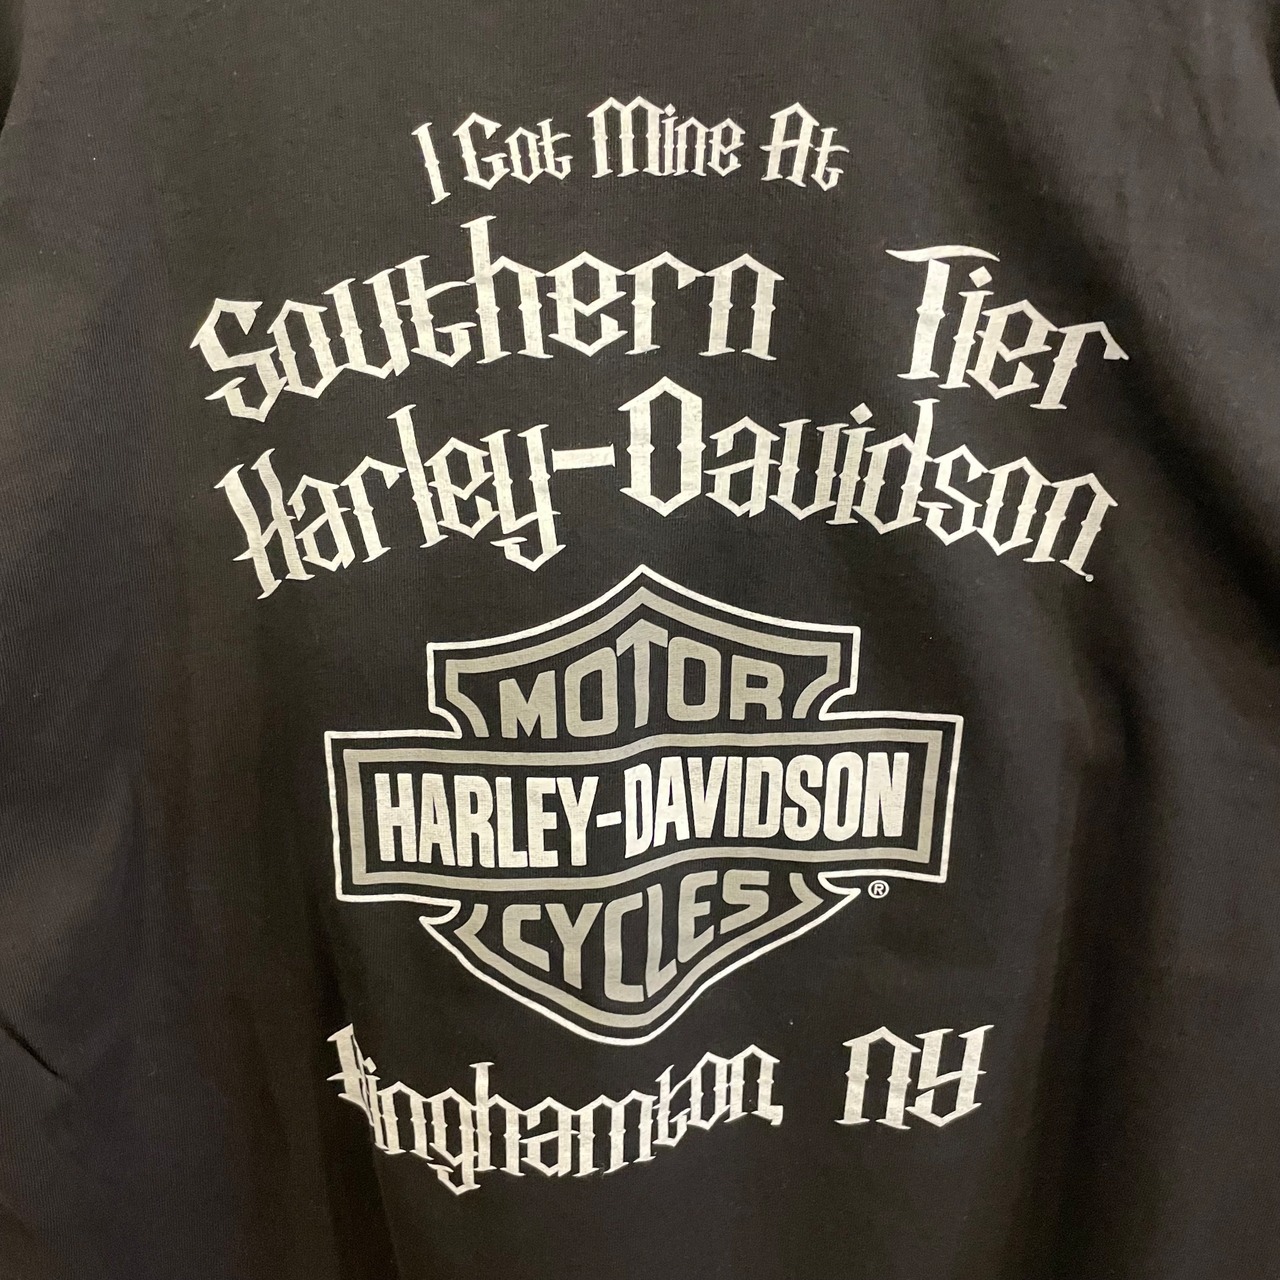 I Got Mine At
Southern Tier
Harley-Davidson.
MOTOR
HARLEY-DAVIDSON
CYCLES
®
Binghamton, NY